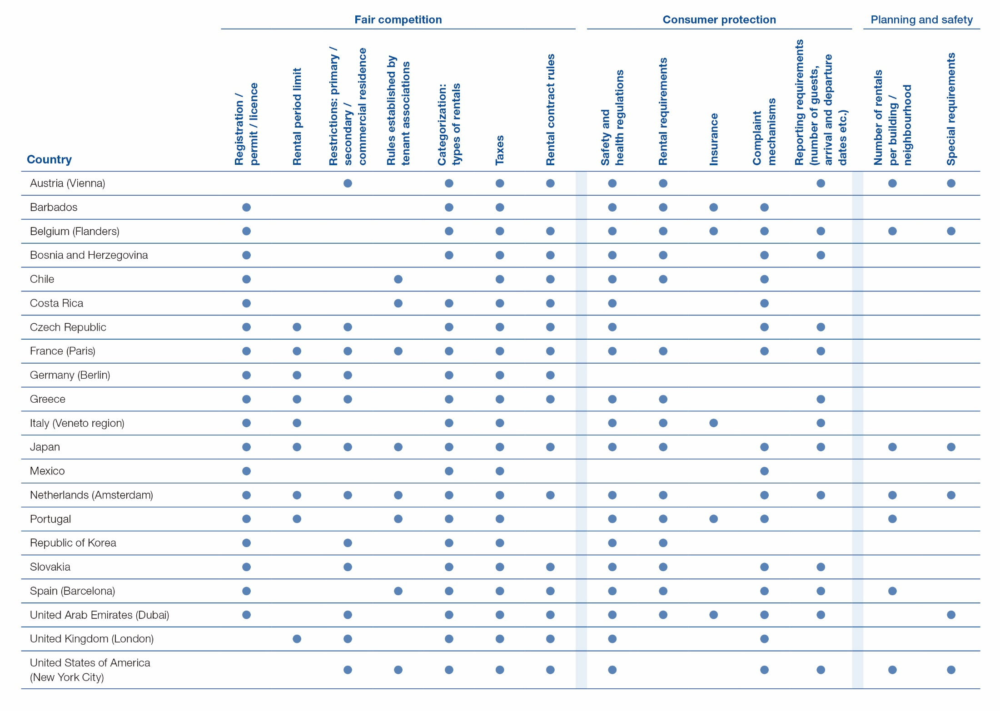 Fair competition
Consumer protection
Planning and safety
Country
Registration /
permit / licence
Rental period limit
Restrictions: primary /
secondary /
commercial residence
Rules established by
tenant associations
Categorization:
types of rentals
Taxes
Rental contract rules
Safety and
health regulations
Rental requirements
Insurance
Complaint
mechanisms
Reporting requirements
(number of guests,
arrival and departure
dates etc.)
Number of rentals
per building /
neighbourhood
Special requirements
Austria (Vienna)
Barbados
Belgium (Flanders)
Bosnia and Herzegovina
Chile
Costa Rica
Czech Republic
France (Paris)
Germany (Berlin)
Greece
Italy (Veneto region)
Japan
Mexico
Netherlands (Amsterdam)
Portugal
Republic of Korea
Slovakia
Spain (Barcelona)
United Arab Emirates (Dubai)
United Kingdom (London)
United States of America
(New York City)